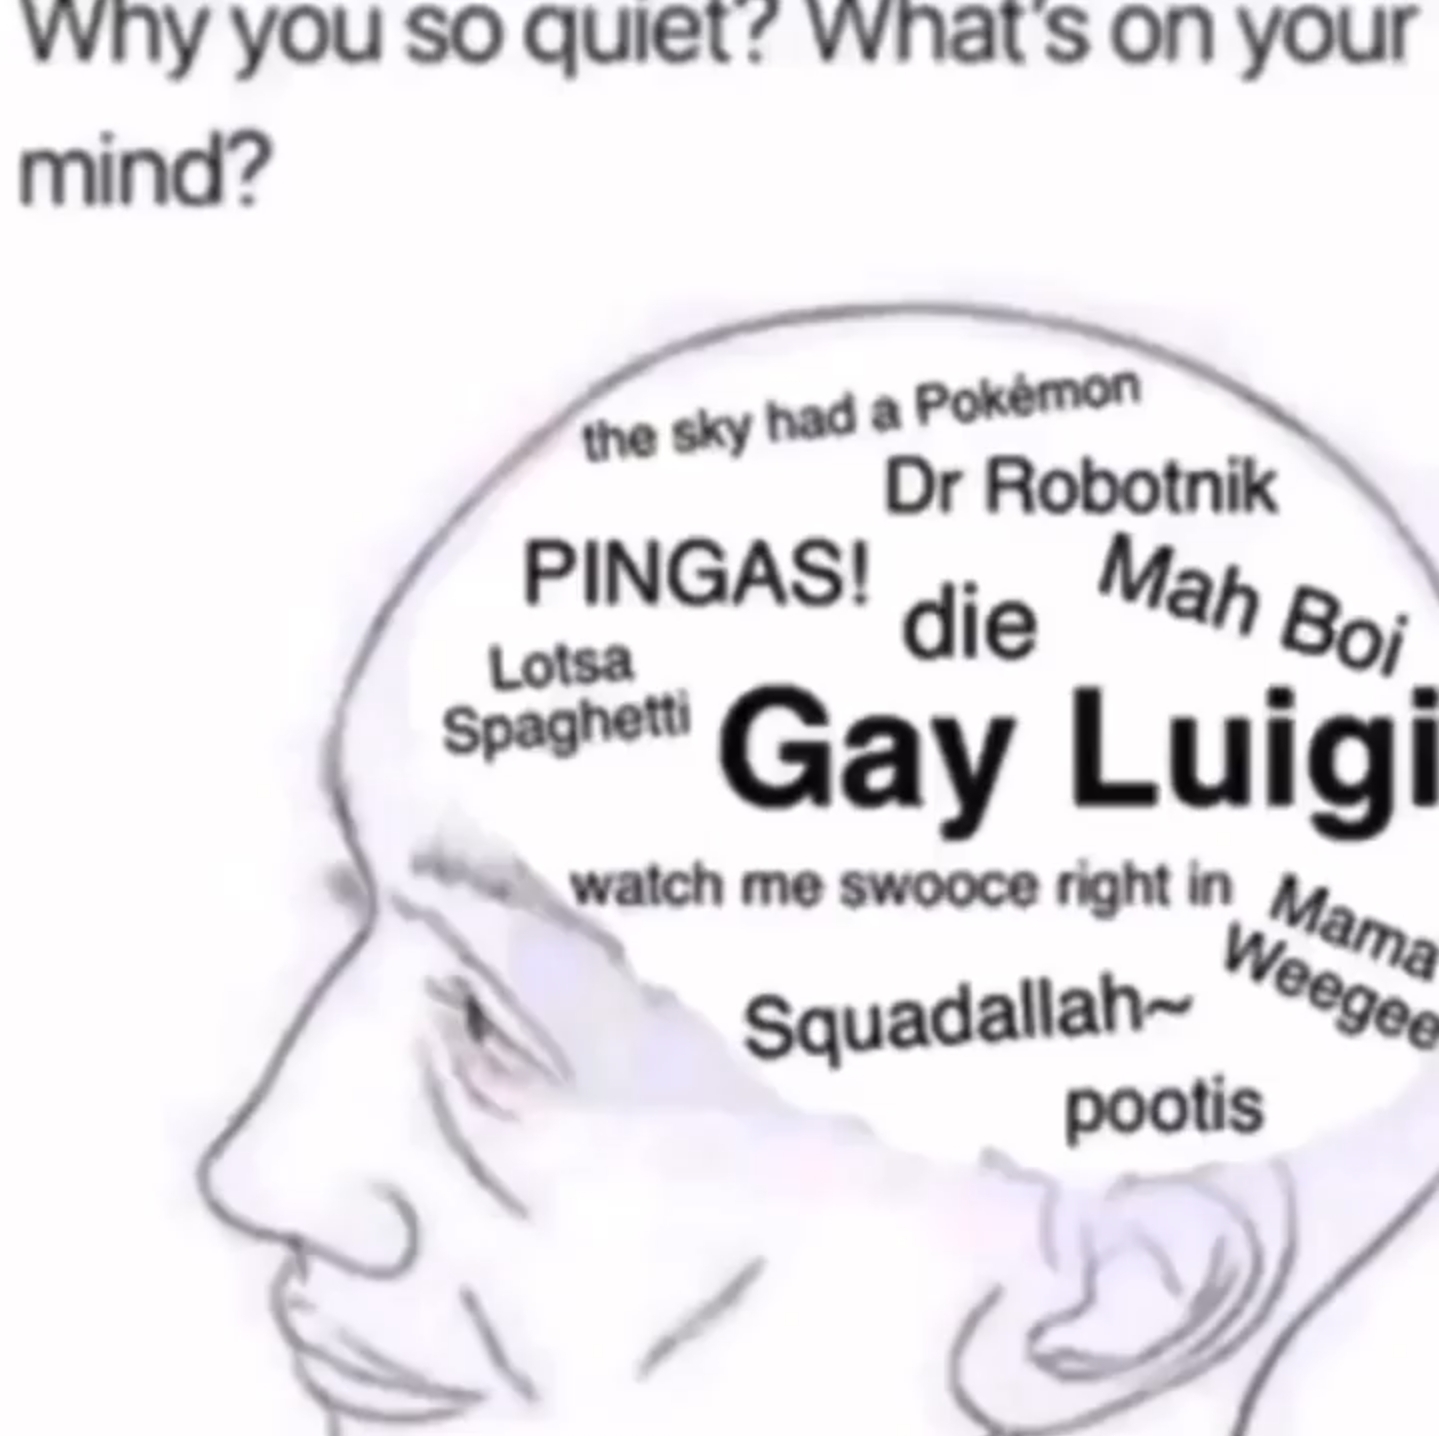 Why you so quiet? What's on your
mind?
the sky had a Pokémon
Dr Robotnik
PINGAS!
die
Mah Boi
Lotsa
Spaghetti
Gay Luigi
watch me swooce right in
Mama
Weegee
Squadallah~
pootis